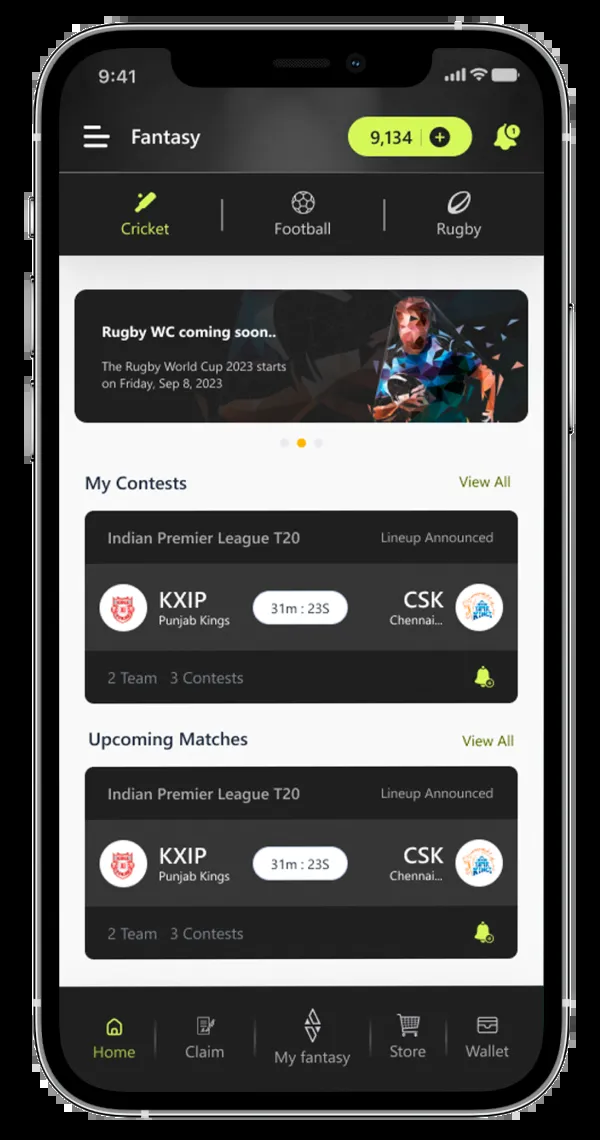 9:41
Fantasy
9,134
1
Cricket
Football
Rugby
Rugby WC coming soon..
The Rugby World Cup 2023 starts
on Friday, Sep 8, 2023
My Contests
View All
Indian Premier League T20
Lineup Announced
KXIP
Punjab Kings
31m : 23S
CSK
Chennai...
2 Team 3 Contests
Upcoming Matches
View All
Indian Premier League T20
Lineup Announced
KXIP
Punjab Kings
31m : 23S
CSK
Chennai...
2 Team 3 Contests
Home
Claim
My fantasy
Store
Wallet